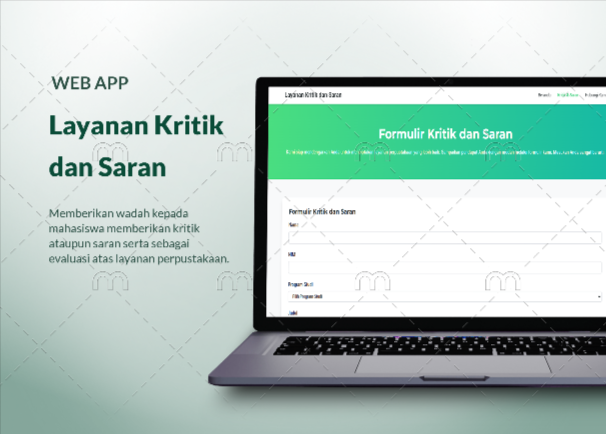 WEB APP
Layanan Kritik
dan Saran
Memberikan wadah kepada
mahasiswa memberikan kritik
ataupun saran serta sebagai
evaluasi atas layanan perpustakaan.
Layanan Kritik dan Saran
Beranda
Formulir Kritik dan Saran
Formulir Kritik dan Saran
Nama
NIM
Program Studi
Pilih Program Studi
Judul